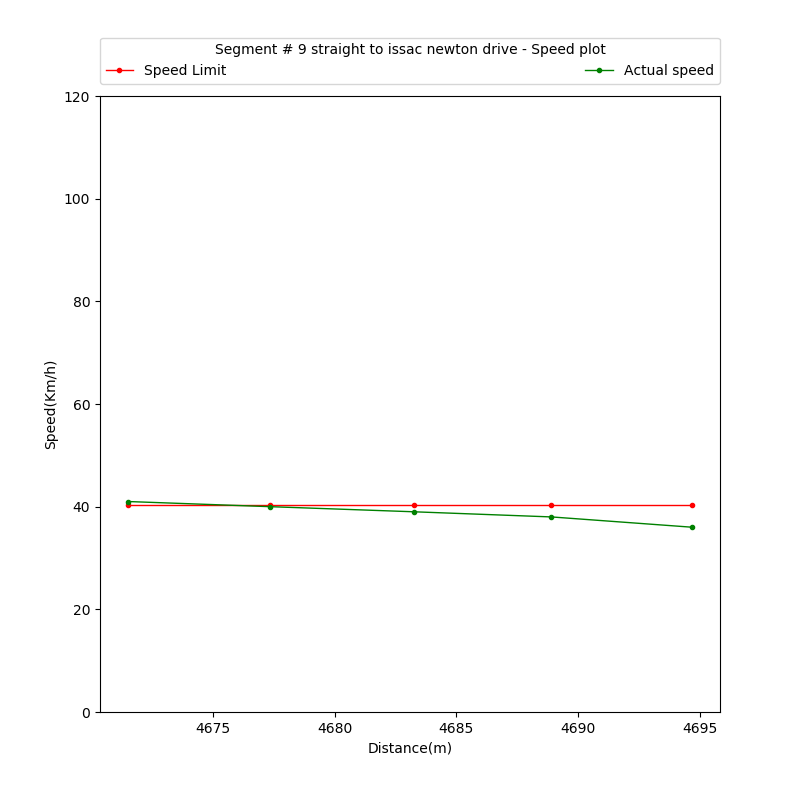 Segment # 9 straight to issac newton drive - Speed plot
Speed Limit
Actual speed
120
100
80
60
40
20
0
Speed(Km/h)
4675
4680
4685
4690
4695
Distance(m)